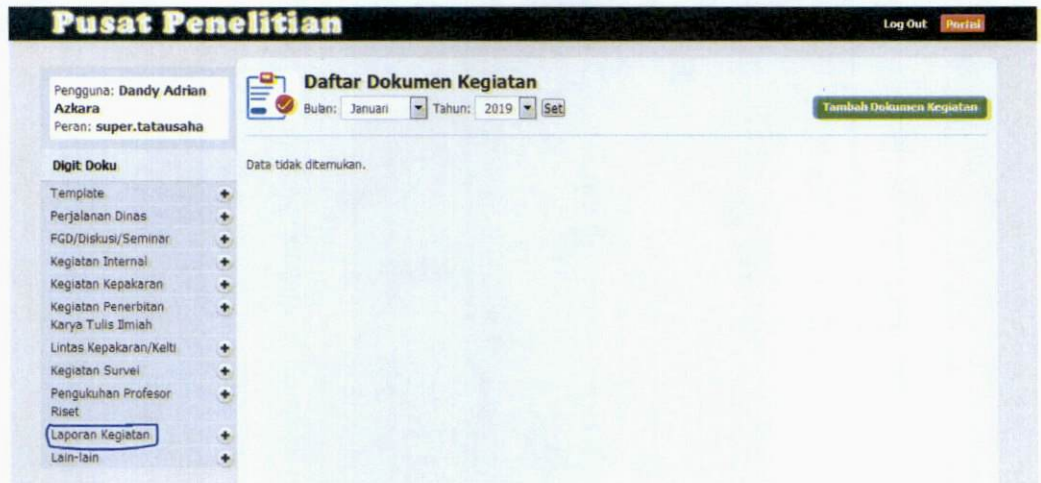 Pusat Penelitian
Log Out Portal
Pengguna: Dandy Adrian
Azkara
Peran: super.tatausaha
Daftar Dokumen Kegiatan
Bulan: Januari Tahun: 2019 Set
Tambah Dokumen Kegiatan
Data tidak ditemukan.
Digit Doku
Template
Perjalanan Dinas
FGD/Diskusi/Seminar
Kegiatan Internal
Kegiatan Kepakaran
Kegiatan Penerbitan
Karya Tulis Ilmiah
Lintas Kepakaran/Kelti
Kegiatan Survei
Pengukuhan Profesor
Riset
Laporan Kegiatan
Lain-lain